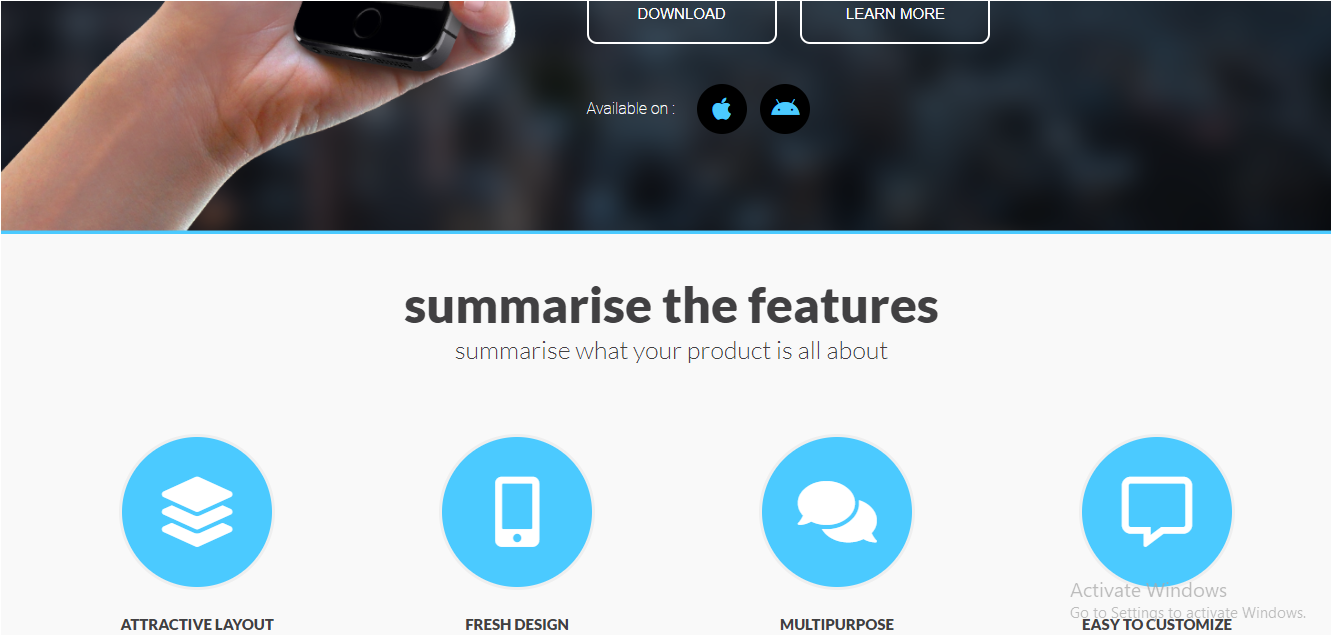 DOWNLOAD
LEARN MORE
Available on :
summarise the features
summarise what your product is all about
ATTRACTIVE LAYOUT
FRESH DESIGN
MULTIPURPOSE
EASY TO CUSTOMIZE
Activate Windows
Go to Settings to activate Windows.